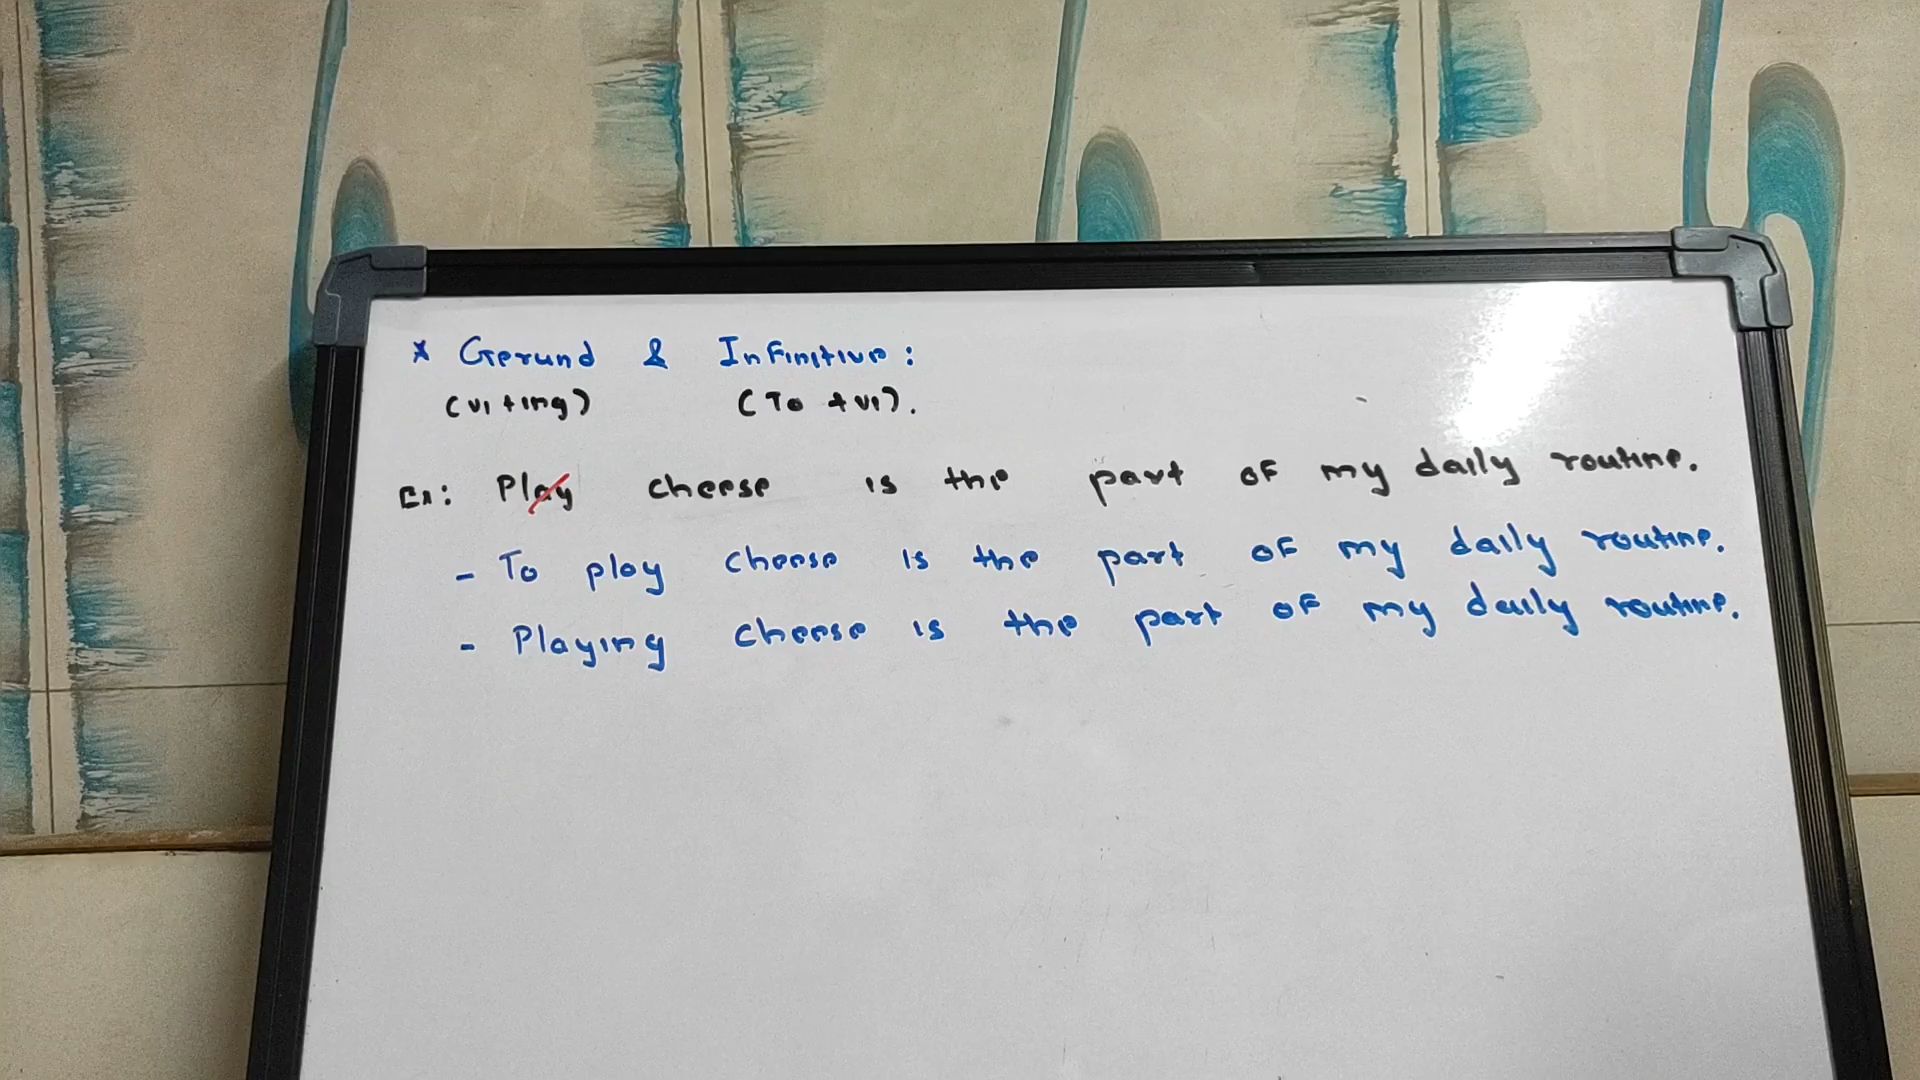 * Gerund & Infinitive :
(V1 + ing) (To + V1).
Ex: Play cheese is the part of my daily routine.
- To play cheese is the part of my daily routine.
- Playing cheese is the part of my daily routine.